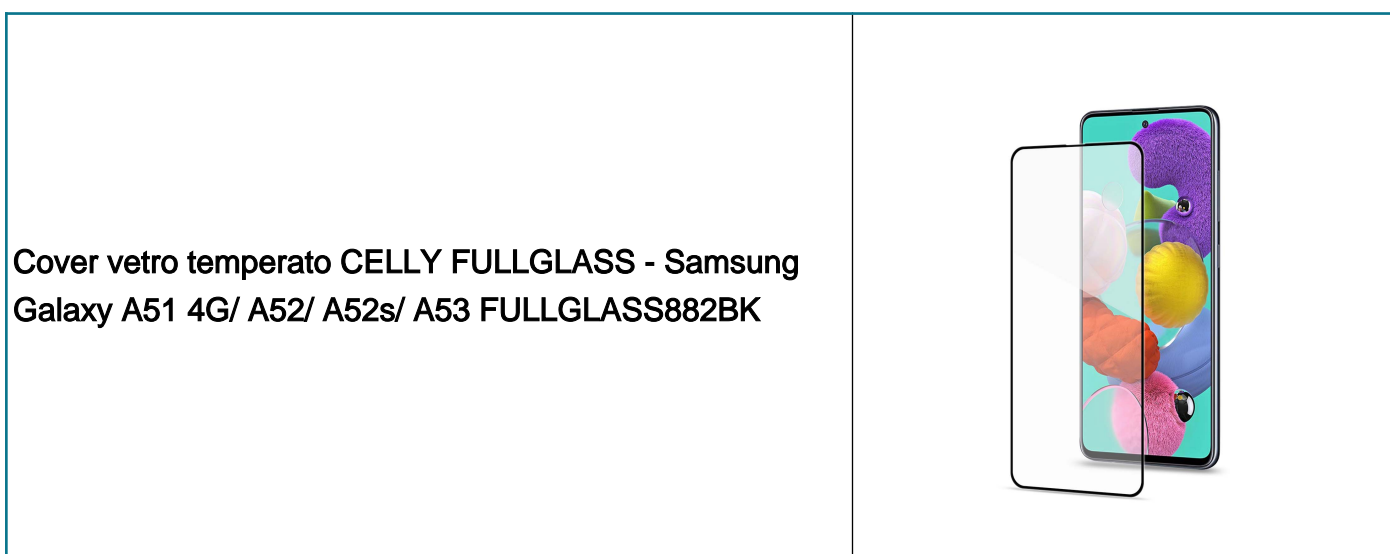 Cover vetro temperato CELLY FULLGLASS - Samsung
Galaxy A51 4G/ A52/ A52s/ A53 FULLGLASS882BK